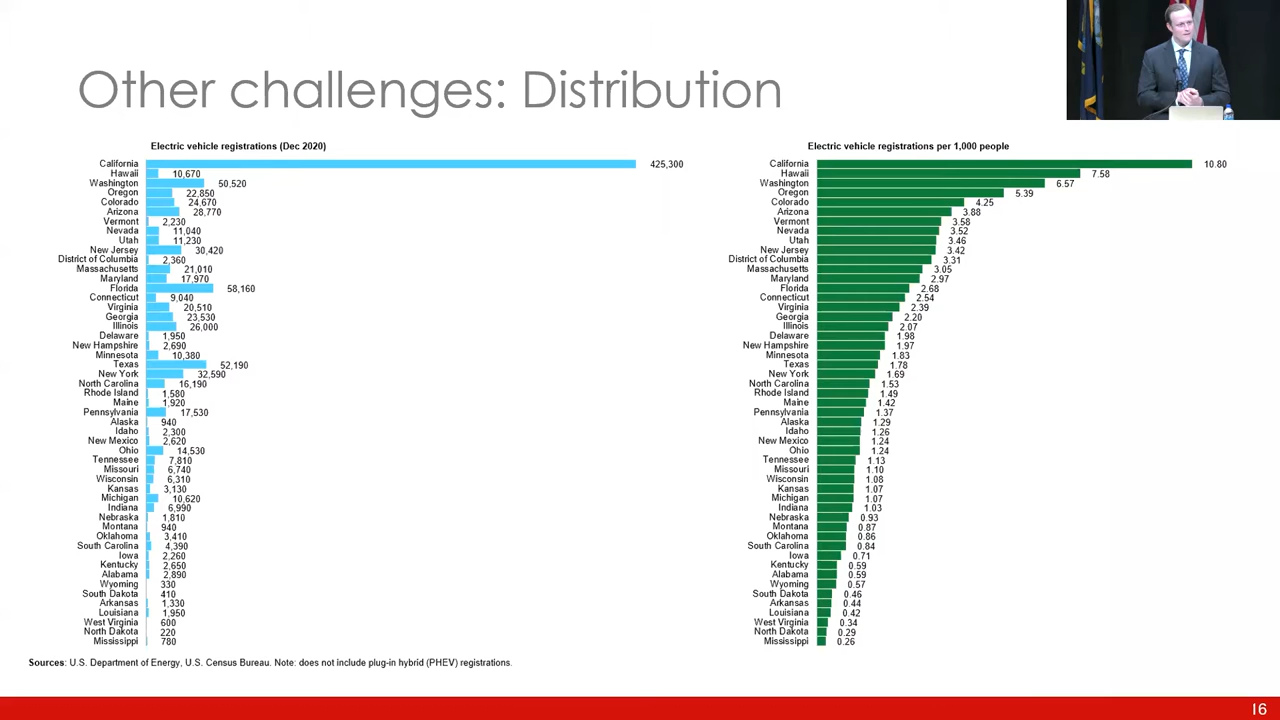 Other challenges: Distribution
Electric vehicle registrations (Dec 2020)
California 425,300
Hawaii 10,670
Washington 50,520
Oregon 22,850
Colorado 24,670
Arizona 28,770
Vermont 2,230
Nevada 11,040
Utah 11,230
New Jersey 30,420
District of Columbia 2,360
Massachusetts 21,010
Maryland 17,970
Florida 58,160
Connecticut 9,040
Virginia 20,510
Georgia 23,530
Illinois 26,000
Delaware 1,950
New Hampshire 2,690
Minnesota 10,380
Texas 52,190
New York 32,590
North Carolina 16,190
Rhode Island 1,580
Maine 1,920
Pennsylvania 17,530
Alaska 940
Idaho 2,300
New Mexico 2,620
Ohio 14,530
Tennessee 7,810
Missouri 6,740
Wisconsin 6,310
Kansas 3,130
Michigan 10,620
Indiana 6,990
Nebraska 1,810
Montana 940
Oklahoma 3,410
South Carolina 4,390
Iowa 2,260
Kentucky 2,650
Alabama 2,890
Wyoming 330
South Dakota 410
Arkansas 1,330
Louisiana 1,950
West Virginia 600
North Dakota 220
Mississippi 780
Electric vehicle registrations per 1,000 people
California 10.80
Hawaii 7.58
Washington 6.57
Oregon 5.39
Colorado 4.25
Arizona 3.88
Vermont 3.58
Nevada 3.52
Utah 3.46
New Jersey 3.42
District of Columbia 3.31
Massachusetts 3.05
Maryland 2.97
Florida 2.68
Connecticut 2.54
Virginia 2.39
Georgia 2.20
Illinois 2.07
Delaware 1.98
New Hampshire 1.97
Minnesota 1.83
Texas 1.78
New York 1.69
North Carolina 1.53
Rhode Island 1.49
Maine 1.42
Pennsylvania 1.37
Alaska 1.29
Idaho 1.26
New Mexico 1.24
Ohio 1.24
Tennessee 1.13
Missouri 1.10
Wisconsin 1.08
Kansas 1.07
Michigan 1.07
Indiana 1.03
Nebraska 0.93
Montana 0.87
Oklahoma 0.86
South Carolina 0.84
Iowa 0.71
Kentucky 0.59
Alabama 0.59
Wyoming 0.57
South Dakota 0.46
Arkansas 0.44
Louisiana 0.42
West Virginia 0.34
North Dakota 0.29
Mississippi 0.26
Sources: U.S. Department of Energy, U.S. Census Bureau. Note: does not include plug-in hybrid (PHEV) registrations.
16